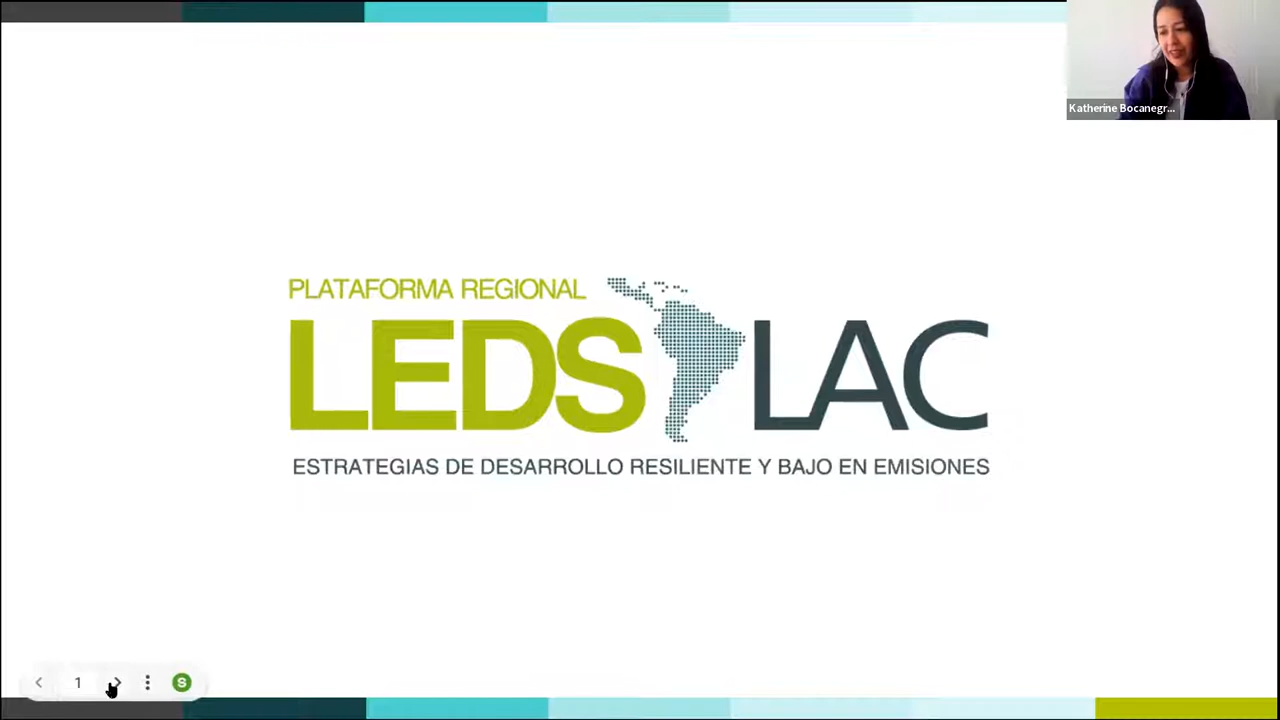 Katherine Bocanegr...
PLATAFORMA REGIONAL
LEDS LAC
ESTRATEGIAS DE DESARROLLO RESILIENTE Y BAJO EN EMISIONES
1
S